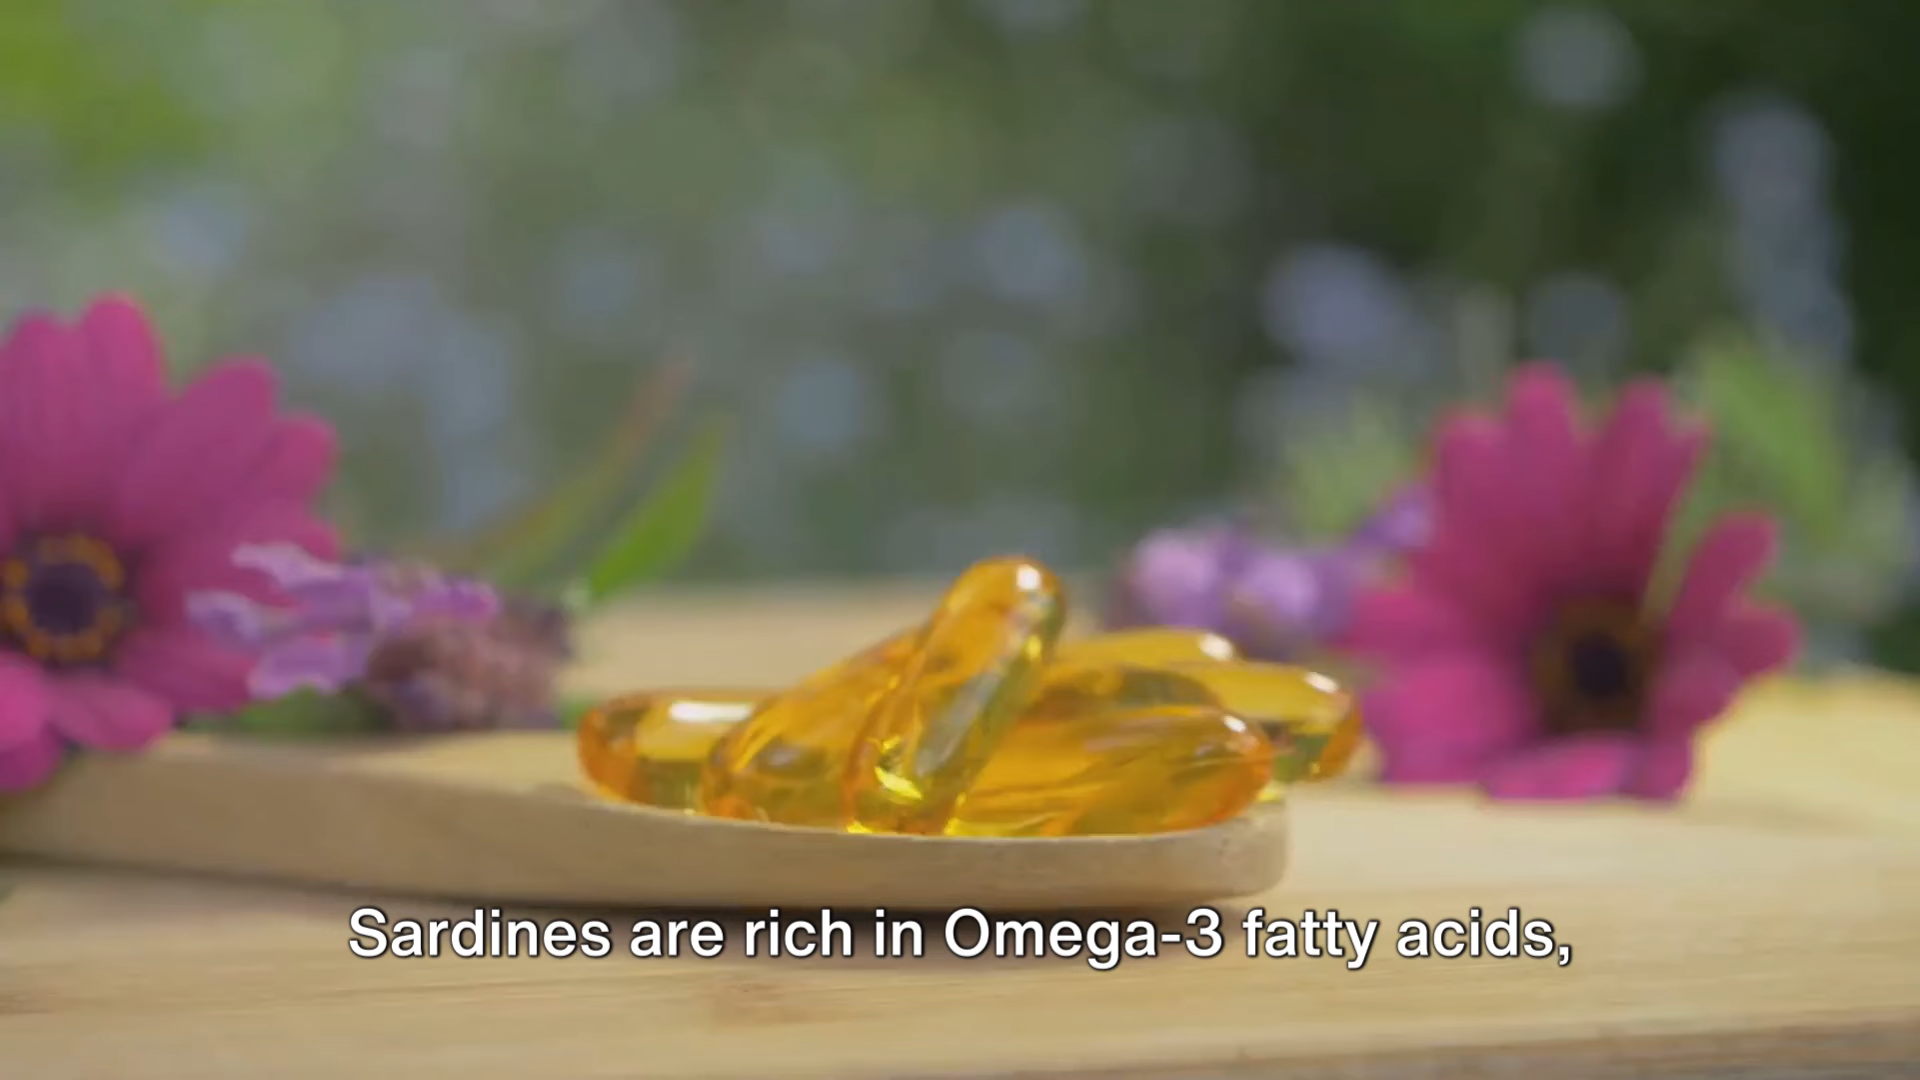 Sardines are rich in Omega-3 fatty acids,